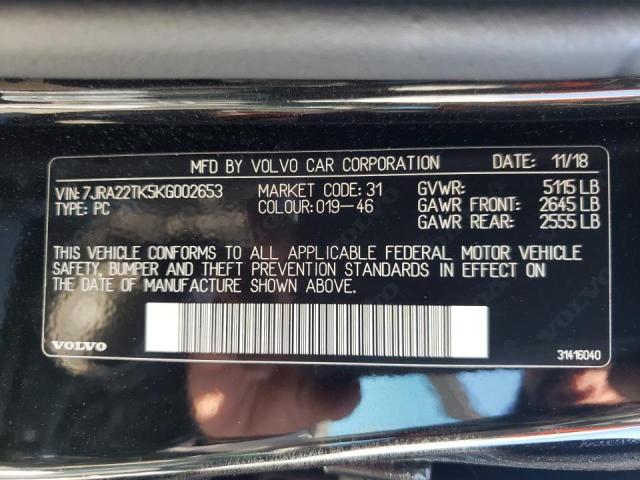 MFD BY VOLVO CAR CORPORATION DATE: 11/18
VIN:7JRA22TK5KG002653 MARKET CODE: 31 GVWR: 5115 LB
TYPE: PC COLOUR:019-46 GAWR FRONT: 2645 LB
GAWR REAR: 2555 LB
THIS VEHICLE CONFORMS TO ALL APPLICABLE FEDERAL MOTOR VEHICLE
SAFETY, BUMPER AND THEFT PREVENTION STANDARDS IN EFFECT ON
THE DATE OF MANUFACTURE SHOWN ABOVE.
VOLVO
31416040